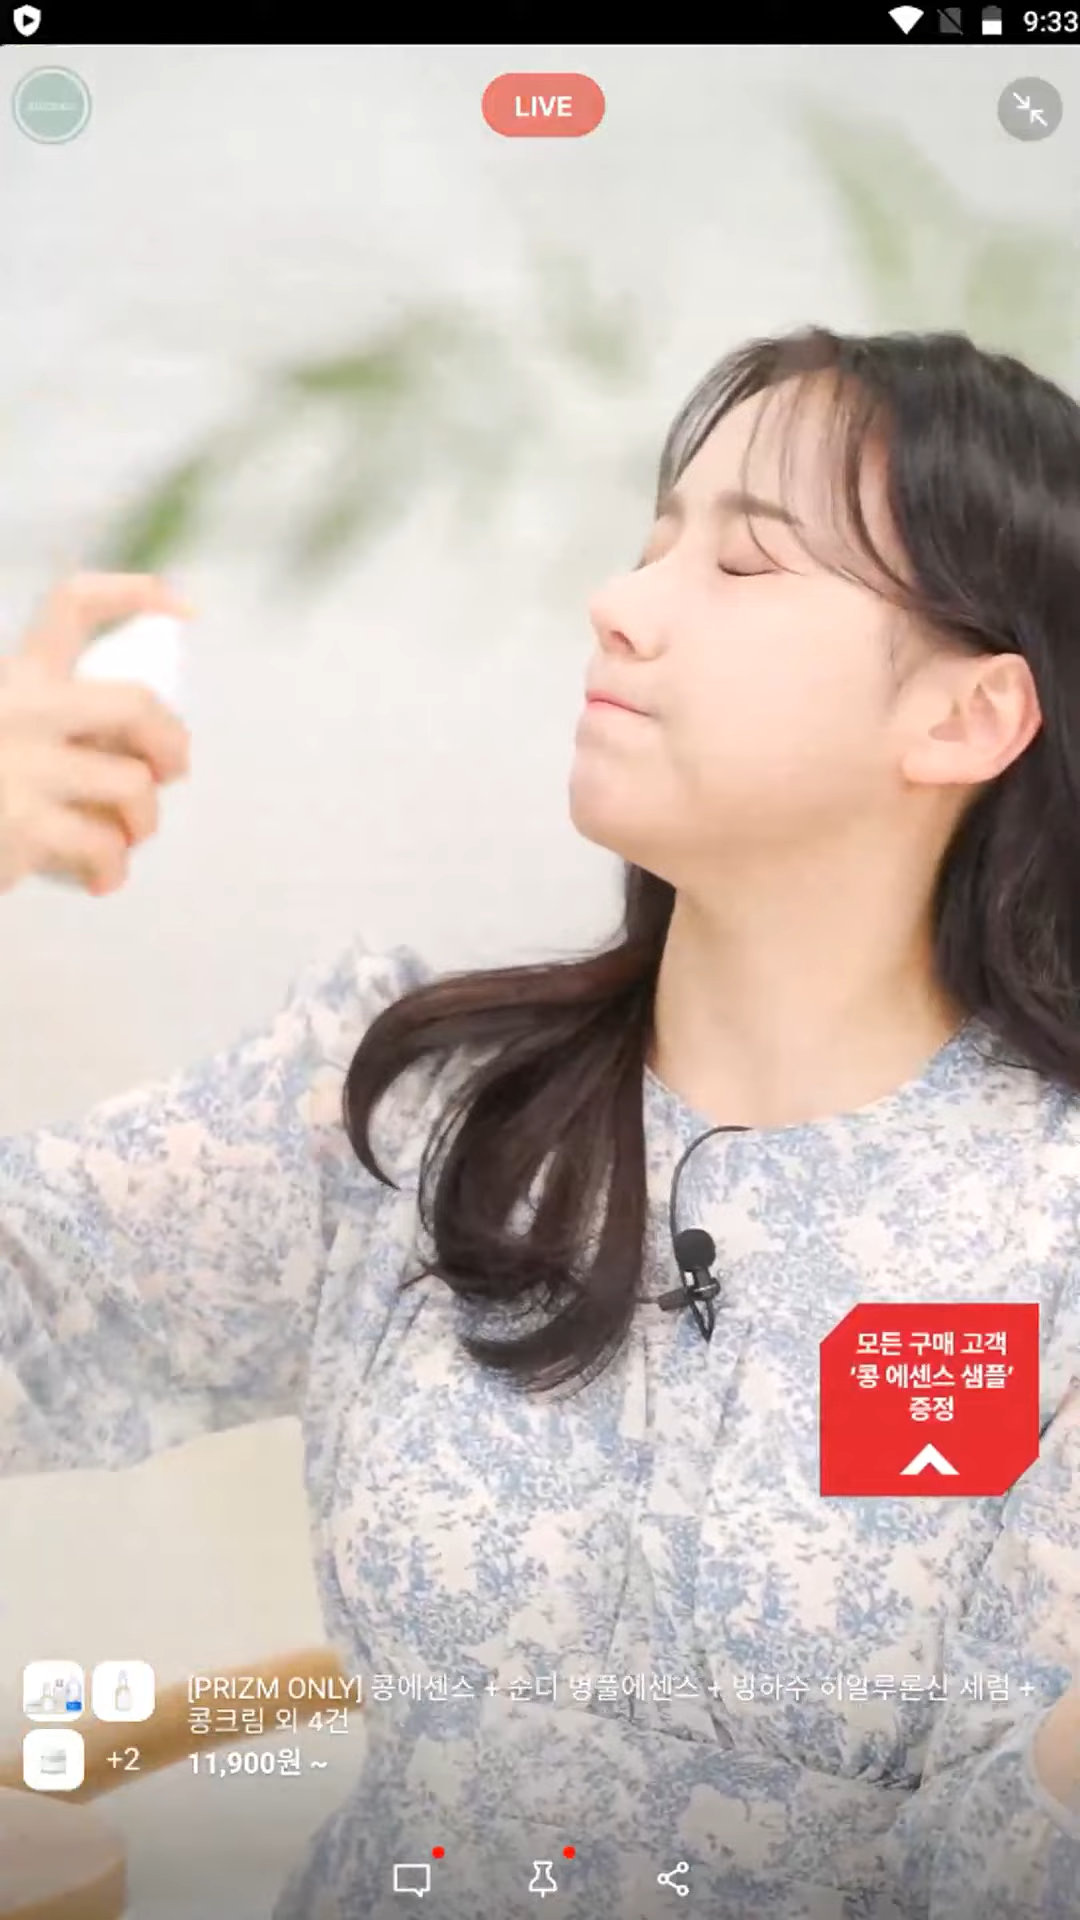 9:33
LIVE
모든 구매 고객
'콩 에센스 샘플'
증정
[PRIZM ONLY] 콩에센스 + 순디 병풀에센스 + 빙하수 히알루론신 세럼 +
콩크림 외 4건
+2
11,900원 ~